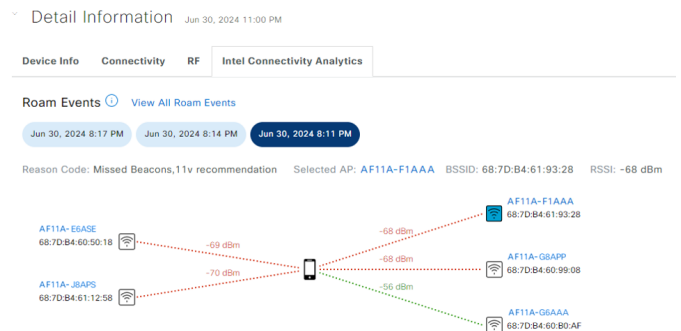 Detail Information Jun 30, 2024 11:00 PM
Device Info Connectivity RF Intel Connectivity Analytics
Roam Events View All Roam Events
Jun 30, 2024 8:17 PM Jun 30, 2024 8:14 PM Jun 30, 2024 8:11 PM
Reason Code: Missed Beacons,11v recommendation Selected AP: AF11A-F1AAA BSSID: 68:7D:B4:61:93:28 RSSI: -68 dBm
AF11A-F1AAA
68:7D:B4:61:93:28
AF11A-E6ASE
68:7D:B4:60:50:18
-69 dBm
-68 dBm
-68 dBm
AF11A-G8APP
68:7D:B4:60:99:08
AF11A-J8APS
68:7D:B4:61:12:58
-70 dBm
-56 dBm
AF11A-G6AAA
68:7D:B4:60:B0:AF